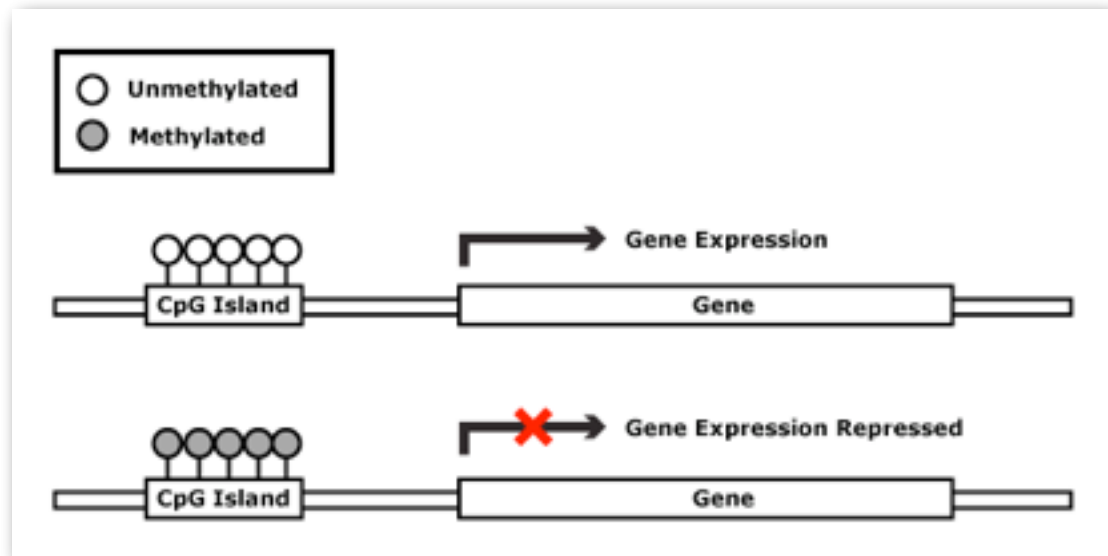 Unmethylated
Methylated
Gene Expression
CpG Island
Gene
Gene Expression Repressed
CpG Island
Gene